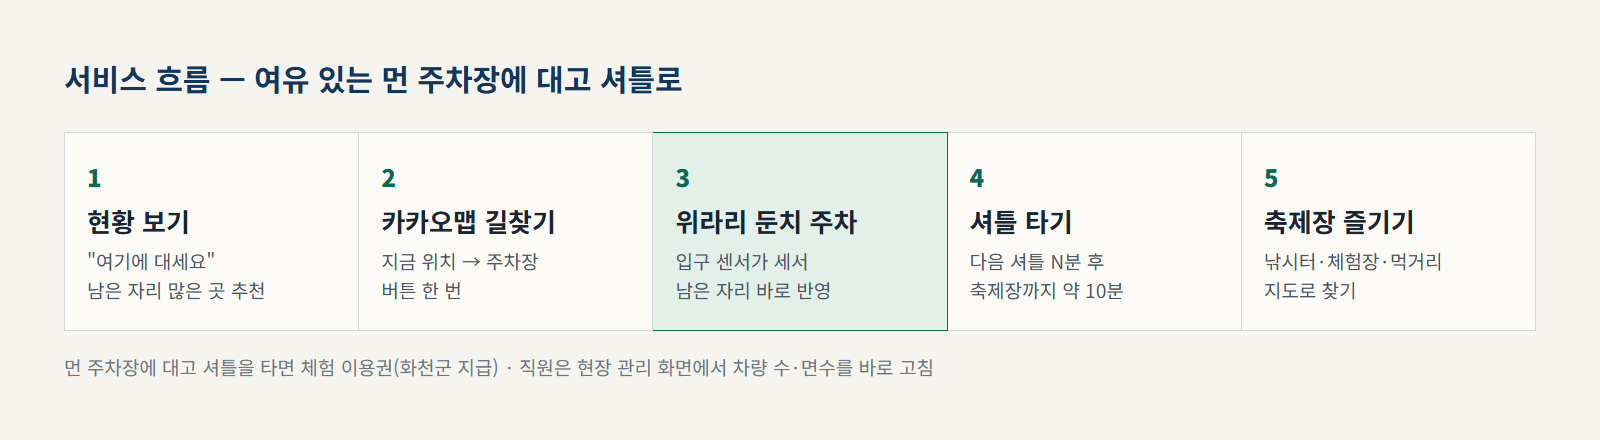 서비스 흐름 — 여유 있는 먼 주차장에 대고 셔틀로
1
현황 보기
"여기에 대세요"
남은 자리 많은 곳 추천
2
카카오맵 길찾기
지금 위치 → 주차장
버튼 한 번
3
위라리 둔치 주차
입구 센서가 세서
남은 자리 바로 반영
4
셔틀 타기
다음 셔틀 N분 후
축제장까지 약 10분
5
축제장 즐기기
낚시터·체험장·먹거리
지도로 찾기
먼 주차장에 대고 셔틀을 타면 체험 이용권(화천군 지급) · 직원은 현장 관리 화면에서 차량 수·면수를 바로 고침